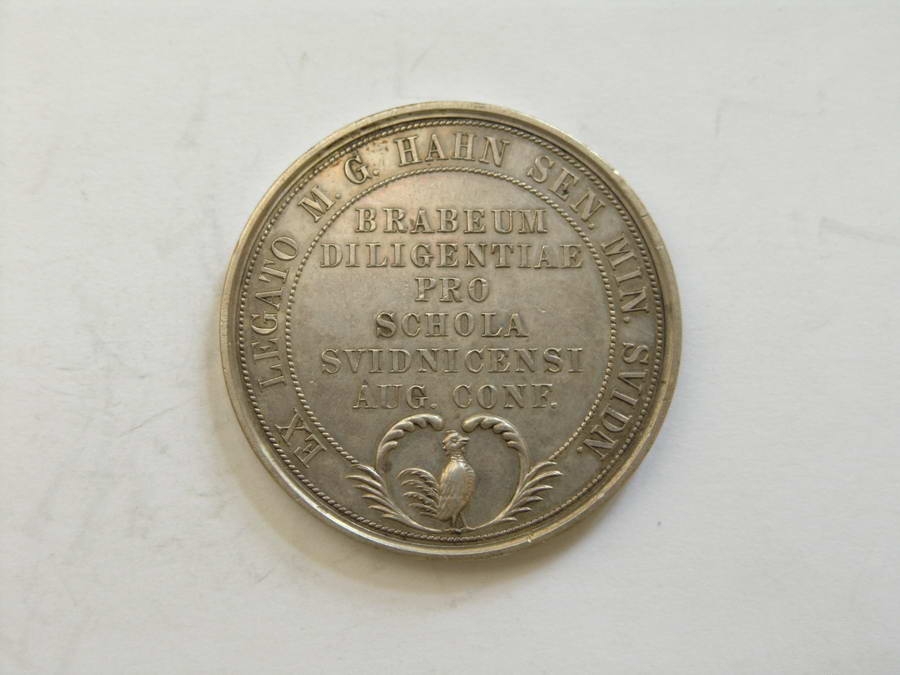 EX LEGATO M. G. HAHN SEN. MIN. SVIDN.
BRABEUM
DILIGENTIAE
PRO
SCHOLA
SVIDNICENSI
AUG. CONF.